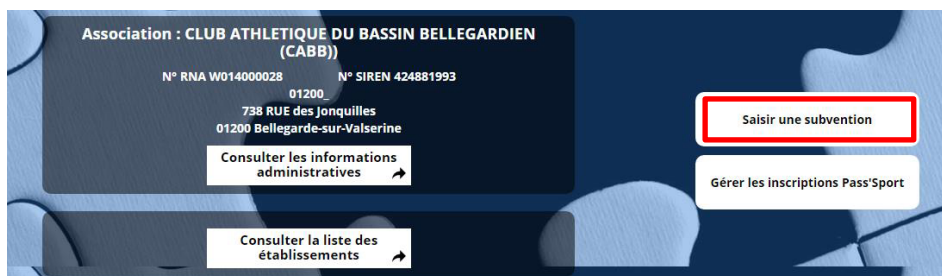 Association : CLUB ATHLETIQUE DU BASSIN BELLEGARDIEN
(CABB))
N° RNA W014000028 N° SIREN 424881993
01200_
738 RUE des Jonquilles
01200 Bellegarde-sur-Valserine
Consulter les informations
administratives
Saisir une subvention
Gérer les inscriptions Pass'Sport
Consulter la liste des
établissements